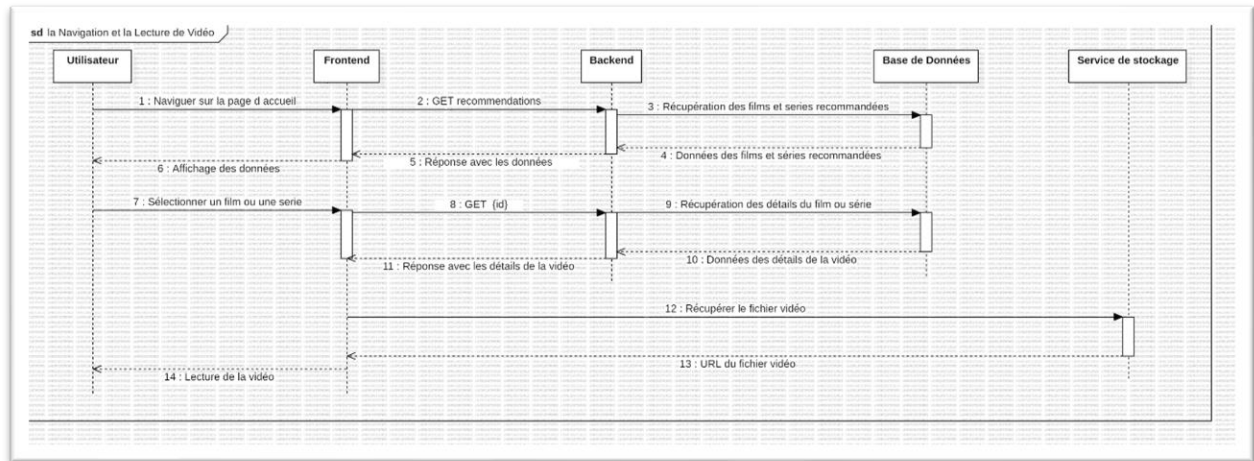 sd la Navigation et la Lecture de Vidéo
Utilisateur
Frontend
Backend
Base de Données
Service de stockage
1 : Naviguer sur la page d accueil
2 : GET recommendations
3 : Récupération des films et series recommandées
4 : Données des films et séries recommandées
5 : Réponse avec les données
6 : Affichage des données
7 : Sélectionner un film ou une serie
8 : GET (id)
9 : Récupération des détails du film ou série
10 : Données des détails de la vidéo
11 : Réponse avec les détails de la vidéo
12 : Récupérer le fichier vidéo
13 : URL du fichier vidéo
14 : Lecture de la vidéo